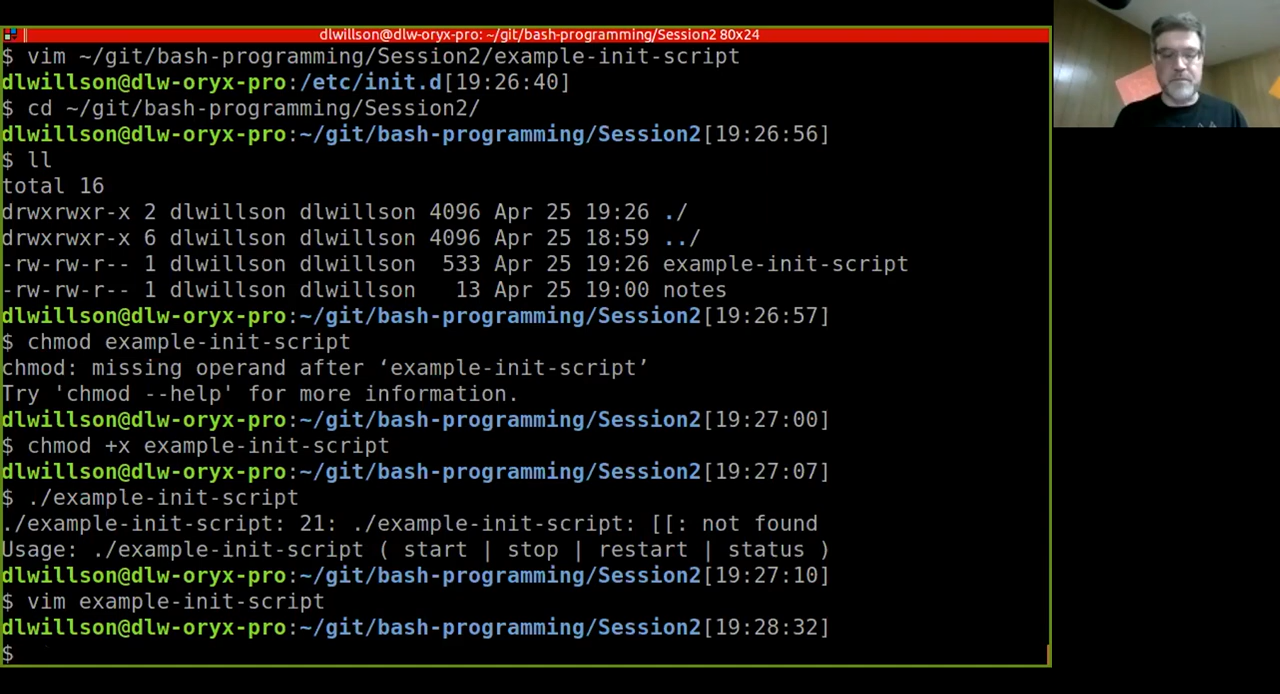 dlwillson@dlw-oryx-pro: ~/git/bash-programming/Session2 80x24
$ vim ~/git/bash-programming/Session2/example-init-script
dlwillson@dlw-oryx-pro:/etc/init.d[19:26:40]
$ cd ~/git/bash-programming/Session2/
dlwillson@dlw-oryx-pro:~/git/bash-programming/Session2[19:26:56]
$ ll
total 16
drwxrwxr-x 2 dlwillson dlwillson 4096 Apr 25 19:26 ./
drwxrwxr-x 6 dlwillson dlwillson 4096 Apr 25 18:59 ../
-rw-rw-r-- 1 dlwillson dlwillson  533 Apr 25 19:26 example-init-script
-rw-rw-r-- 1 dlwillson dlwillson   13 Apr 25 19:00 notes
dlwillson@dlw-oryx-pro:~/git/bash-programming/Session2[19:26:57]
$ chmod example-init-script
chmod: missing operand after ‘example-init-script’
Try 'chmod --help' for more information.
dlwillson@dlw-oryx-pro:~/git/bash-programming/Session2[19:27:00]
$ chmod +x example-init-script
dlwillson@dlw-oryx-pro:~/git/bash-programming/Session2[19:27:07]
$ ./example-init-script
./example-init-script: 21: ./example-init-script: [[: not found
Usage: ./example-init-script ( start | stop | restart | status )
dlwillson@dlw-oryx-pro:~/git/bash-programming/Session2[19:27:10]
$ vim example-init-script
dlwillson@dlw-oryx-pro:~/git/bash-programming/Session2[19:28:32]
$